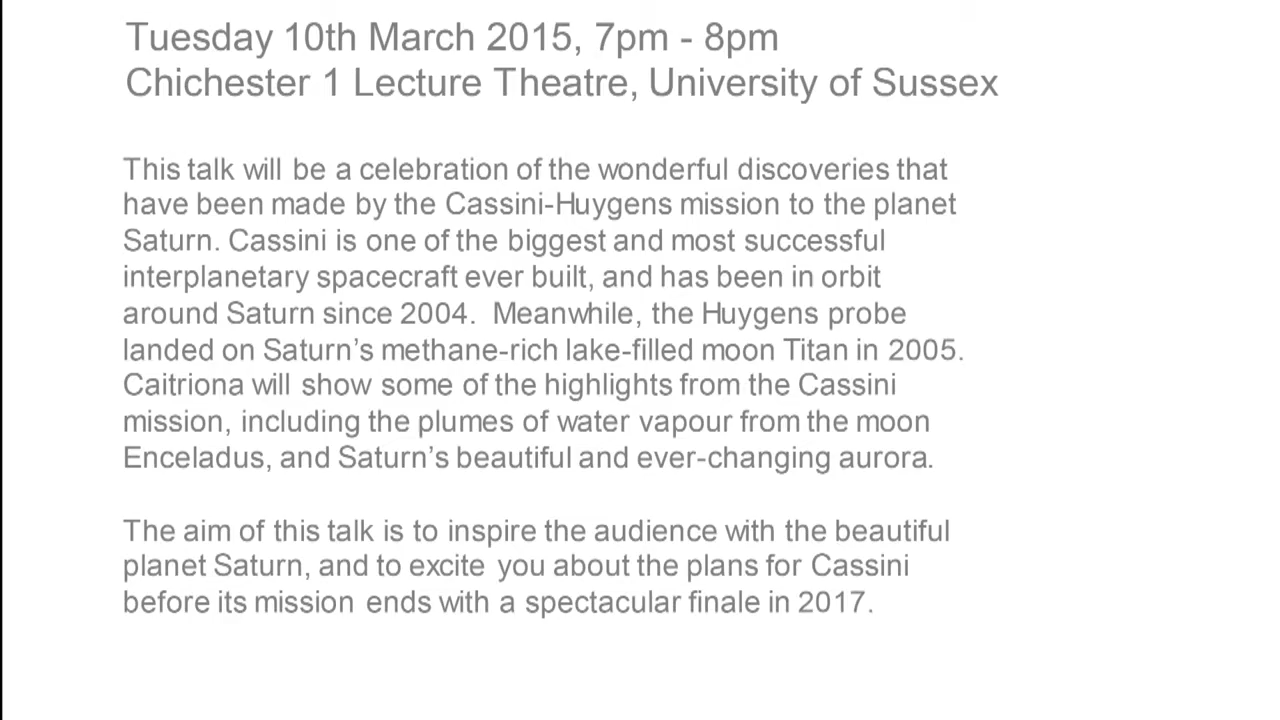 Tuesday 10th March 2015, 7pm - 8pm
Chichester 1 Lecture Theatre, University of Sussex
This talk will be a celebration of the wonderful discoveries that
have been made by the Cassini-Huygens mission to the planet
Saturn. Cassini is one of the biggest and most successful
interplanetary spacecraft ever built, and has been in orbit
around Saturn since 2004.  Meanwhile, the Huygens probe
landed on Saturn’s methane-rich lake-filled moon Titan in 2005.
Caitriona will show some of the highlights from the Cassini
mission, including the plumes of water vapour from the moon
Enceladus, and Saturn’s beautiful and ever-changing aurora.
The aim of this talk is to inspire the audience with the beautiful
planet Saturn, and to excite you about the plans for Cassini
before its mission ends with a spectacular finale in 2017.